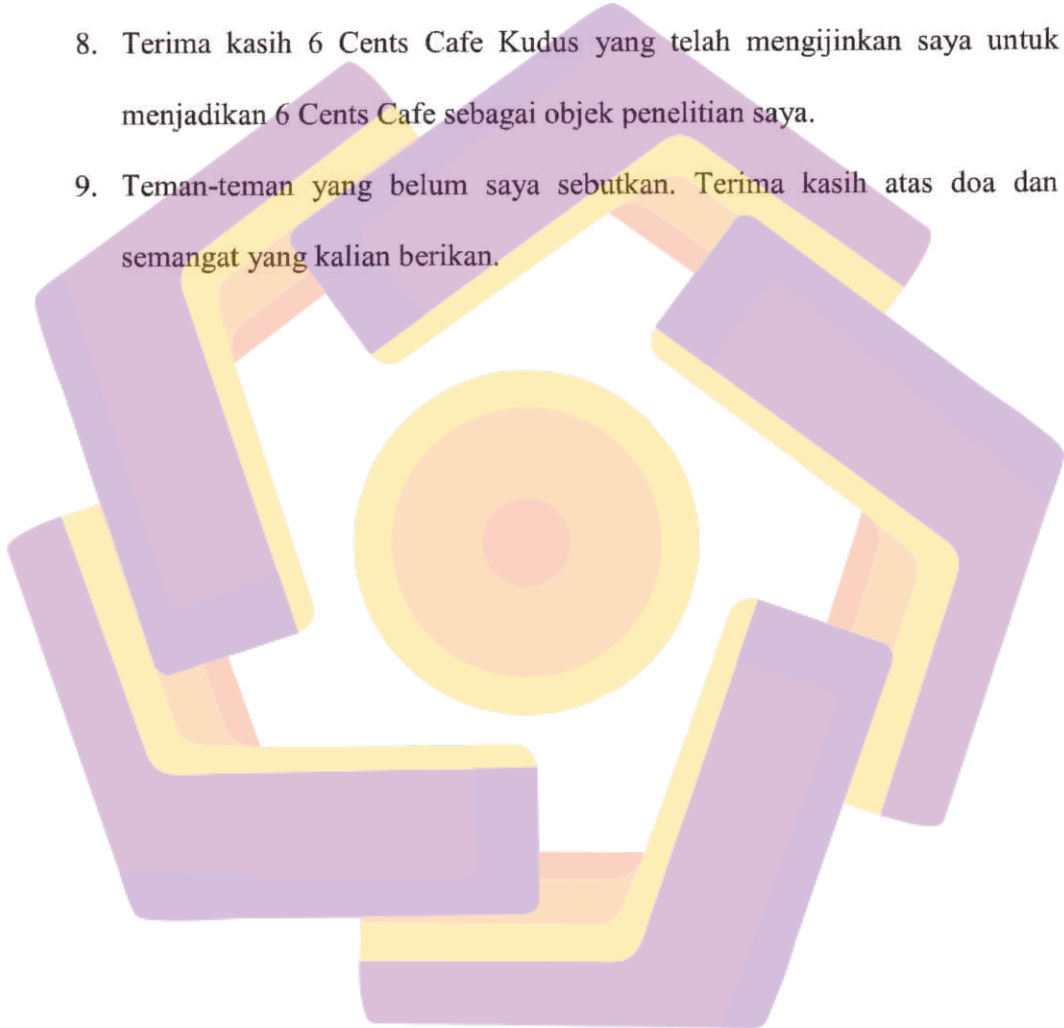 8. Terima kasih 6 Cents Cafe Kudus yang telah mengijinkan saya untuk
menjadikan 6 Cents Cafe sebagai objek penelitian saya.
9. Teman-teman yang belum saya sebutkan. Terima kasih atas doa dan
semangat yang kalian berikan.